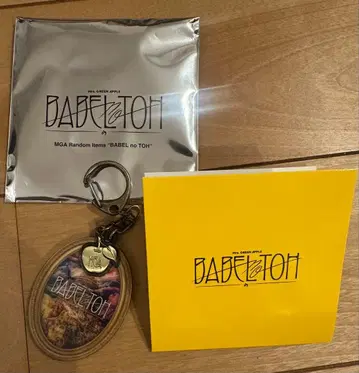 Mrs. GREEN APPLE
BABEL no TOH
MGA Random Items "BABEL no TOH"
Mrs. GREEN APPLE
BABEL no TOH
BABEL no TOH